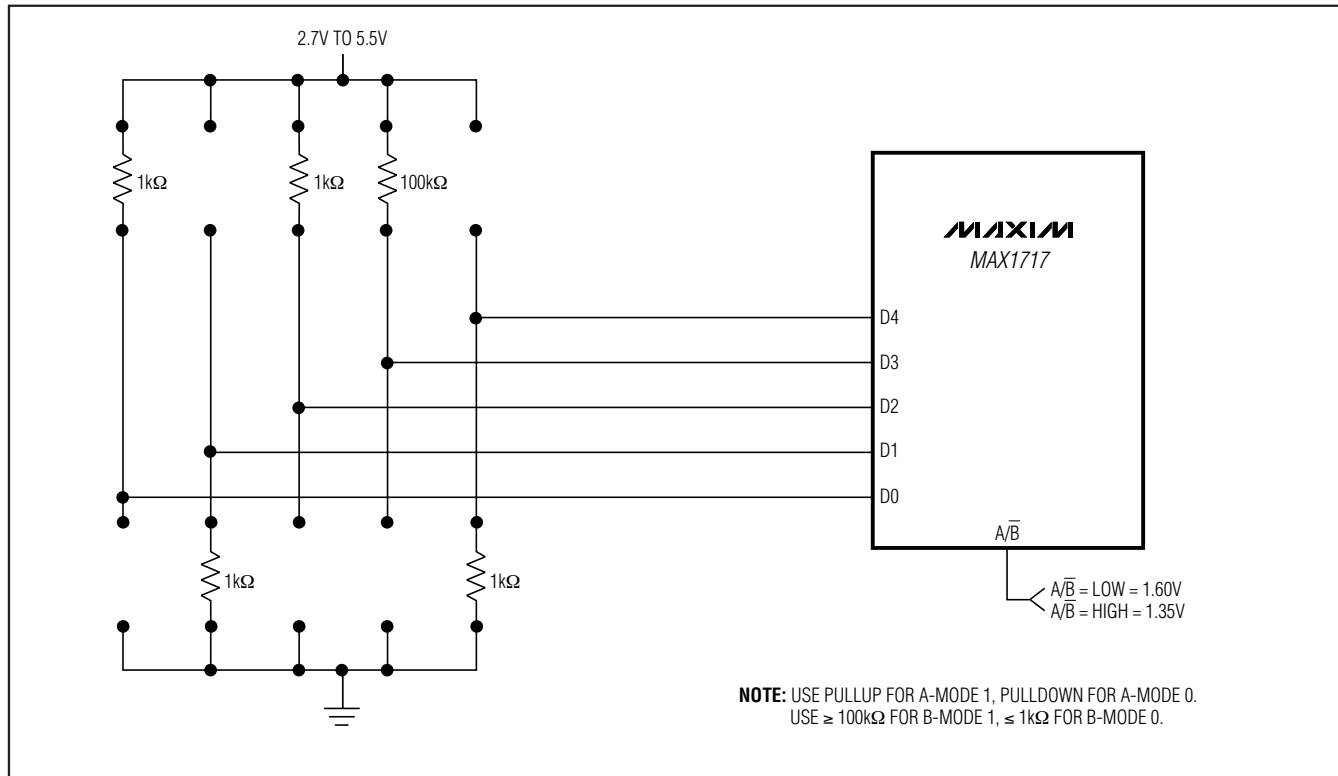 2.7V TO 5.5V
1kΩ
1kΩ
100kΩ
MAXIM
MAX1717
D4
D3
D2
D1
D0
A/B̅
1kΩ
1kΩ
A/B̅ = LOW = 1.60V
A/B̅ = HIGH = 1.35V
NOTE: USE PULLUP FOR A-MODE 1, PULLDOWN FOR A-MODE 0.
USE ≥ 100kΩ FOR B-MODE 1, ≤ 1kΩ FOR B-MODE 0.